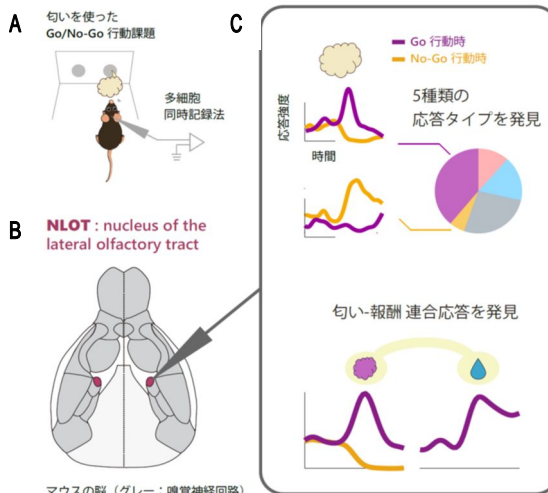 A
匂いを使った
Go/No-Go 行動課題
多細胞
同時記録法
B
NLOT : nucleus of the
lateral olfactory tract
マウスの脳（グレー：嗅覚神経回路）
C
Go 行動時
No-Go 行動時
応答強度
時間
5種類の
応答タイプを発見
匂い-報酬 連合応答を発見